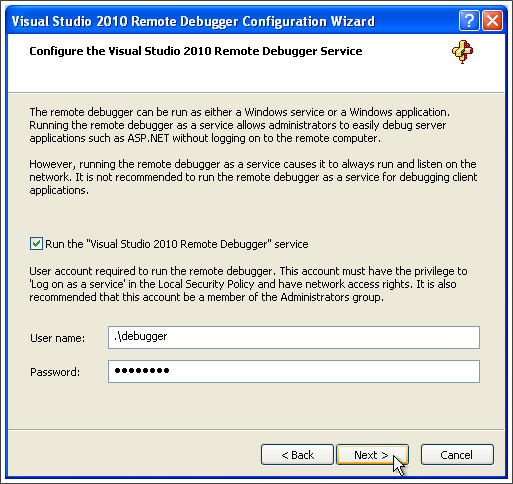 Visual Studio 2010 Remote Debugger Configuration Wizard
Configure the Visual Studio 2010 Remote Debugger Service
The remote debugger can be run as either a Windows service or a Windows application.
Running the remote debugger as a service allows administrators to easily debug server
applications such as ASP.NET without logging on to the remote computer.
However, running the remote debugger as a service causes it to always run and listen on the
network. It is not recommended to run the remote debugger as a service for debugging client
applications.
Run the "Visual Studio 2010 Remote Debugger" service
User account required to run the remote debugger. This account must have the privilege to
'Log on as a service' in the Local Security Policy and have network access rights. It is also
recommended that this account be a member of the Administrators group.
User name: .\debugger
Password: ●●●●●●●●
< Back Next > Cancel